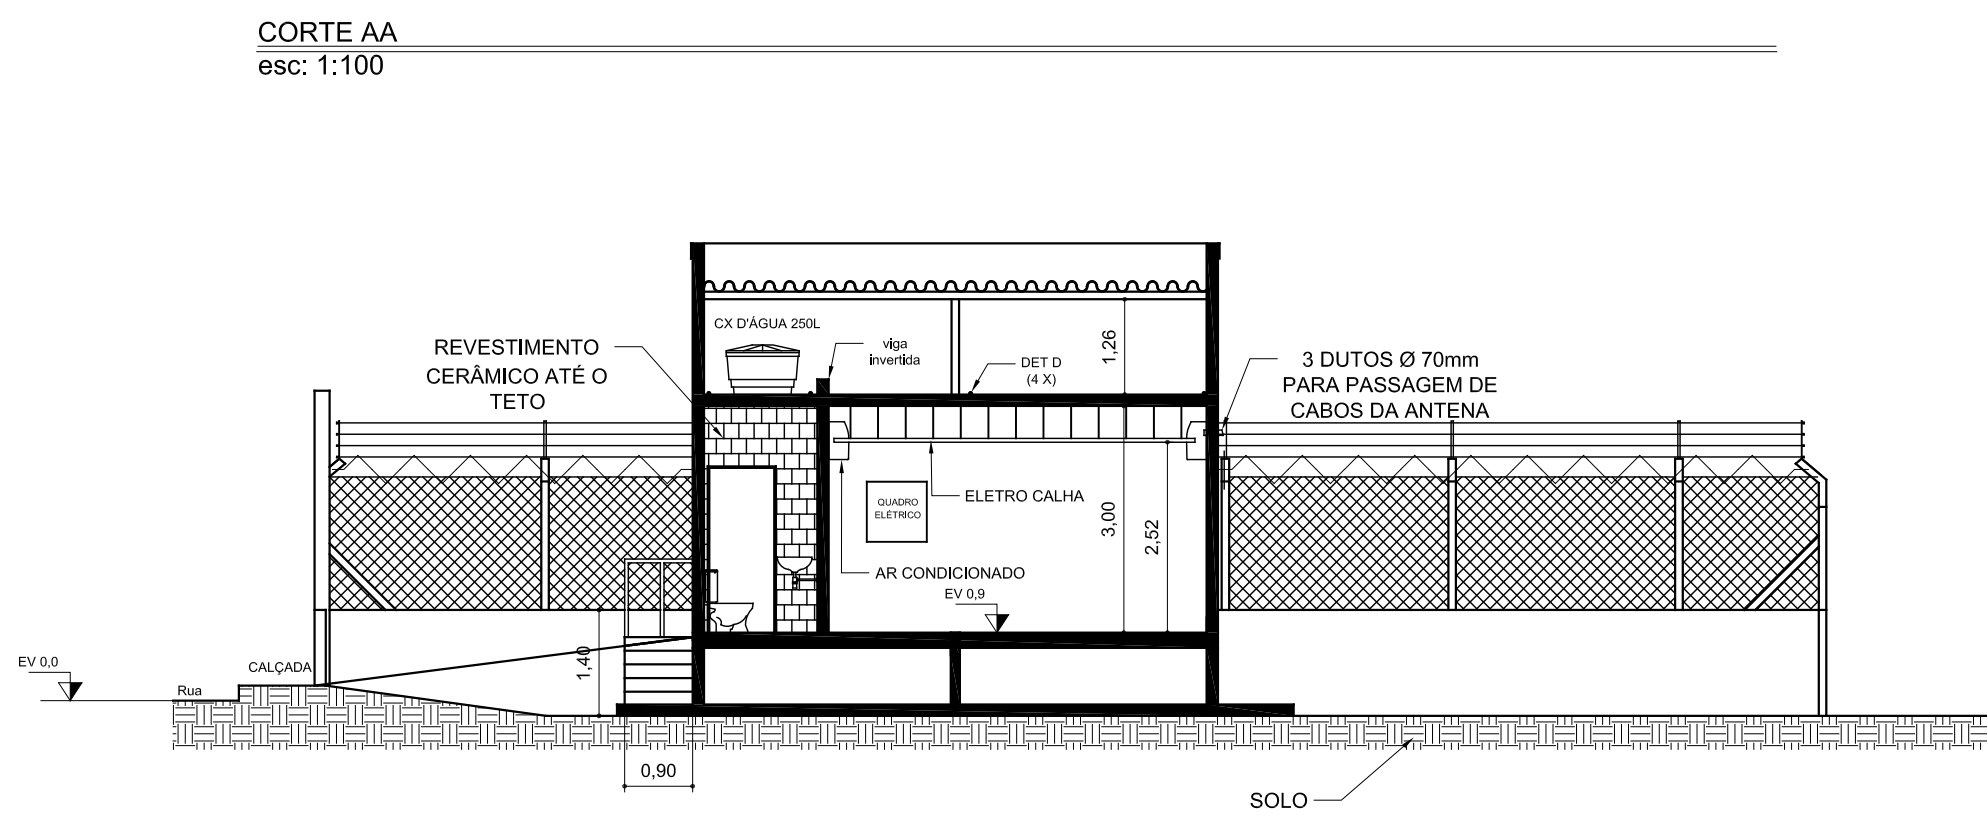 CORTE AA
esc: 1:100
CX D'ÁGUA 250L
REVESTIMENTO
CERÂMICO ATÉ O
TETO
viga
invertida
DET D
(4 X)
1,26
3 DUTOS Ø 70mm
PARA PASSAGEM DE
CABOS DA ANTENA
QUADRO
ELÉTRICO
ELETRO CALHA
3,00
2,52
AR CONDICIONADO
EV 0,9
EV 0,0
Rua
CALÇADA
1,40
0,90
SOLO